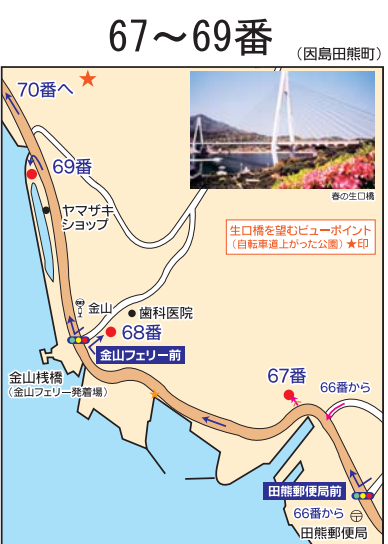 67～69番
（因島田熊町）
70番へ
69番
春の生口橋
ヤマザキ
ショップ
生口橋を望むビューポイント
（自転車道上がった公園）★印
金山
歯科医院
68番
金山フェリー前
金山桟橋
（金山フェリー発着場）
67番
66番から
田熊郵便局前
66番から
田熊郵便局